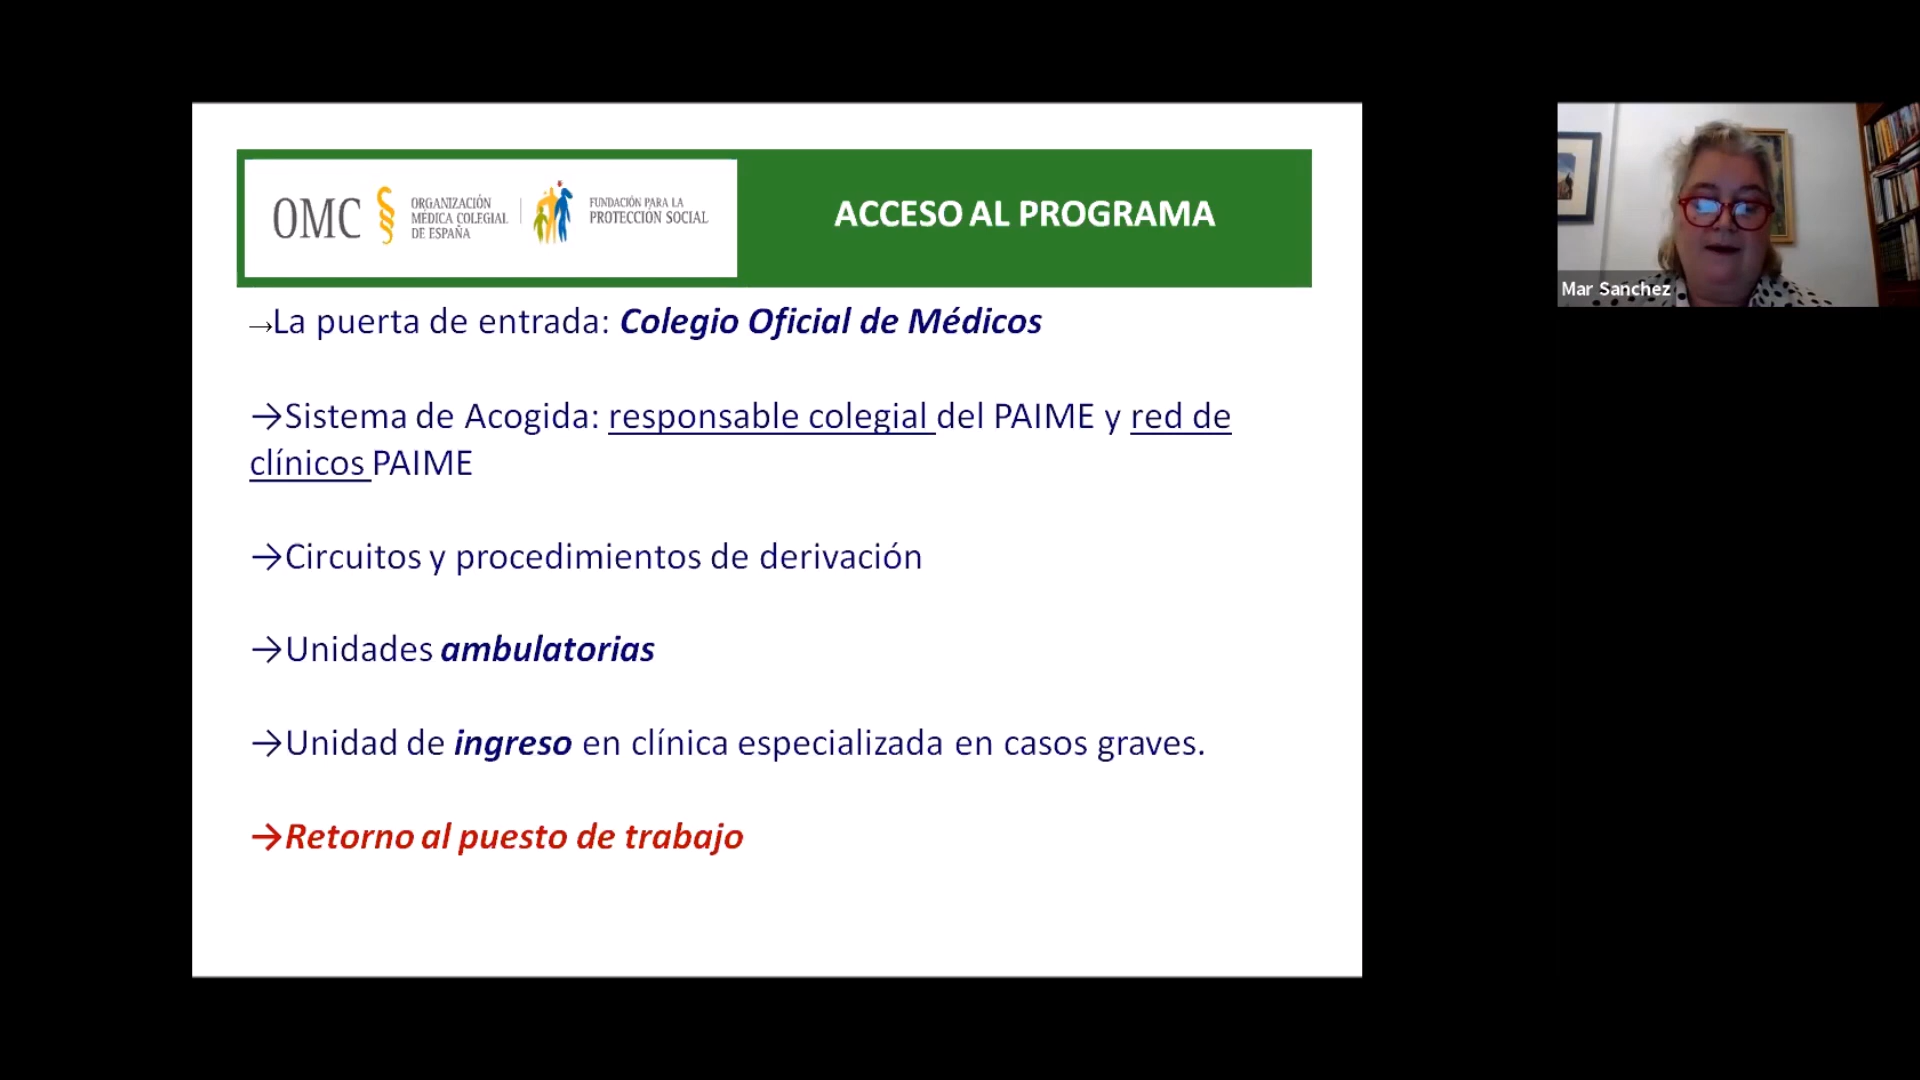 OMC
ORGANIZACIÓN
MÉDICA COLEGIAL
DE ESPAÑA
FUNDACIÓN PARA LA
PROTECCIÓN SOCIAL
ACCESO AL PROGRAMA
→La puerta de entrada: Colegio Oficial de Médicos
→Sistema de Acogida: responsable colegial del PAIME y red de
clínicos PAIME
→Circuitos y procedimientos de derivación
→Unidades ambulatorias
→Unidad de ingreso en clínica especializada en casos graves.
→Retorno al puesto de trabajo
Mar Sanchez